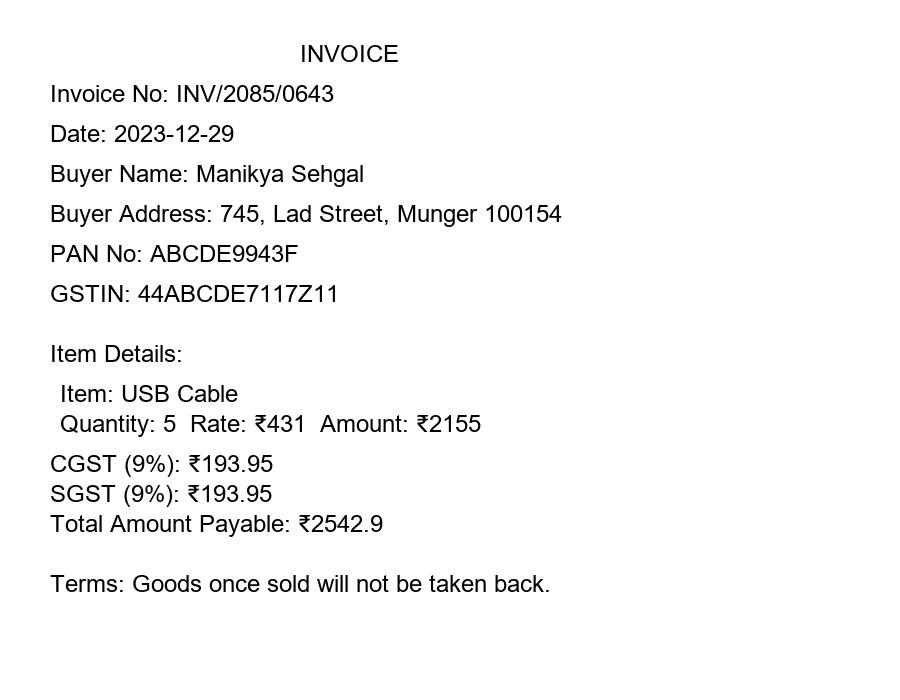 INVOICE
Invoice No: INV/2085/0643
Date: 2023-12-29
Buyer Name: Manikya Sehgal
Buyer Address: 745, Lad Street, Munger 100154
PAN No: ABCDE9943F
GSTIN: 44ABCDE7117Z11
Item Details:
Item: USB Cable
Quantity: 5  Rate: ₹431  Amount: ₹2155
CGST (9%): ₹193.95
SGST (9%): ₹193.95
Total Amount Payable: ₹2542.9
Terms: Goods once sold will not be taken back.